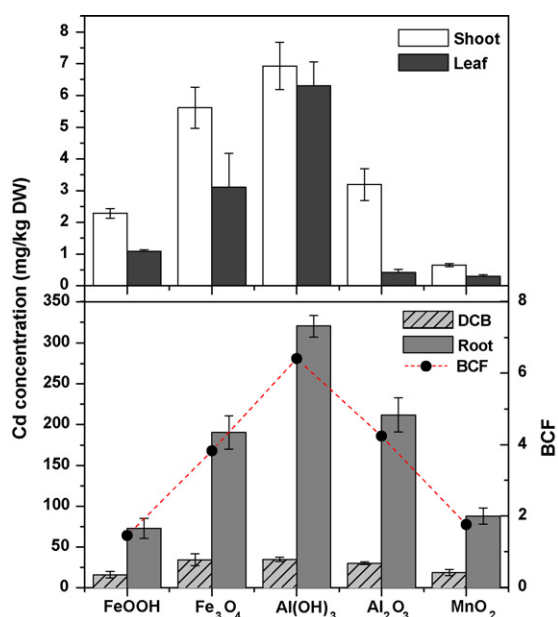 8
7
6
5
4
3
2
1
0
Shoot
Leaf
Cd concentration (mg/kg DW)
350
300
250
200
150
100
50
0
DCB
Root
BCF
8
6
4
2
0
BCF
FeOOH Fe₃O₄ Al(OH)₃ Al₂O₃ MnO₂